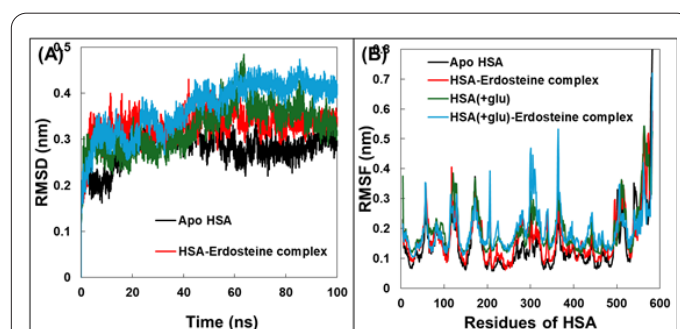 (A)
0.5
0.4
0.3
0.2
0.1
0
RMSD (nm)
Apo HSA
HSA-Erdosteine complex
0 20 40 60 80 100
Time (ns)
(B)
0.8
0.7
0.6
0.5
0.4
0.3
0.2
0.1
0
RMSF (nm)
Apo HSA
HSA-Erdosteine complex
HSA(+glu)
HSA(+glu)-Erdosteine complex
0 100 200 300 400 500 600
Residues of HSA